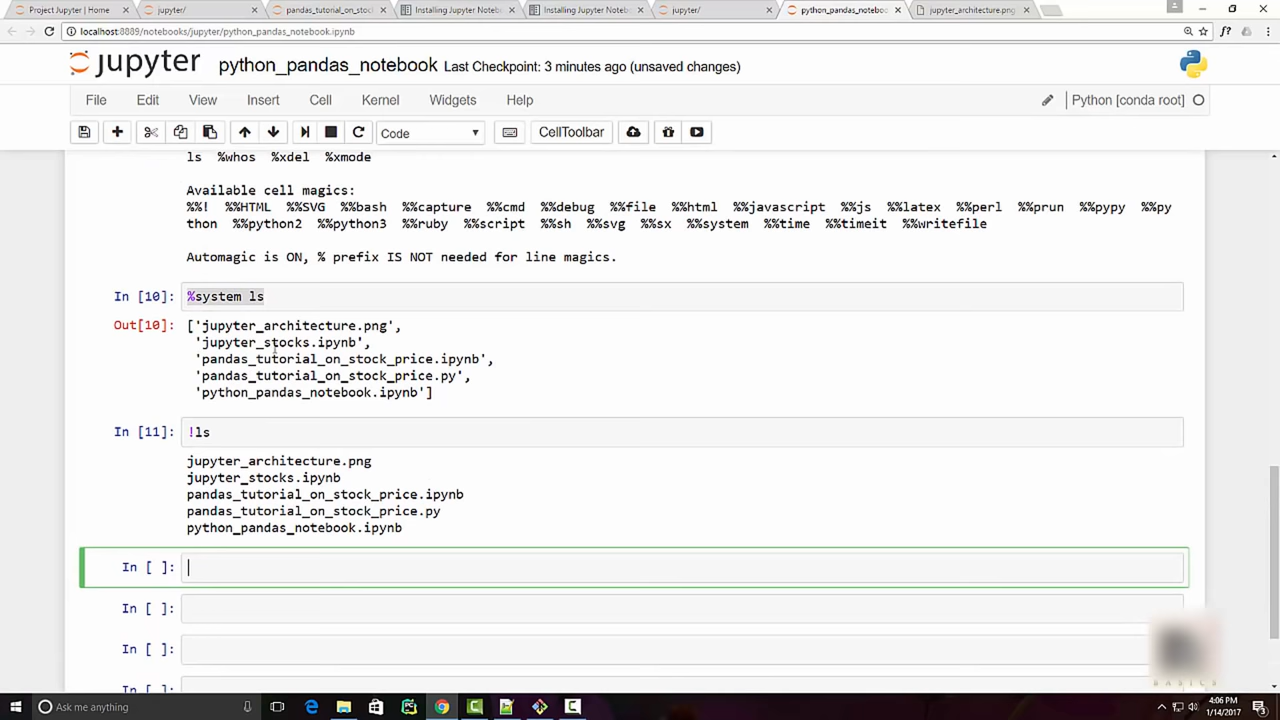 Project Jupyter | Home
jupyter/
pandas_tutorial_on_stoc
Installing Jupyter Noteb
Installing Jupyter Noteb
jupyter/
python_pandas_notebo
jupyter_architecture.png
localhost:8889/notebooks/jupyter/python_pandas_notebook.ipynb
jupyter python_pandas_notebook Last Checkpoint: 3 minutes ago (unsaved changes)
File Edit View Insert Cell Kernel Widgets Help Python [conda root]
Code CellToolbar
ls %whos %xdel %xmode
Available cell magics:
%%! %%HTML %%SVG %%bash %%capture %%cmd %%debug %%file %%html %%javascript %%js %%latex %%perl %%prun %%pypy %%py
thon %%python2 %%python3 %%ruby %%script %%sh %%svg %%sx %%system %%time %%timeit %%writefile
Automagic is ON, % prefix IS NOT needed for line magics.
In [10]: %system ls
Out[10]: ['jupyter_architecture.png',
'jupyter_stocks.ipynb',
'pandas_tutorial_on_stock_price.ipynb',
'pandas_tutorial_on_stock_price.py',
'python_pandas_notebook.ipynb']
In [11]: !ls
jupyter_architecture.png
jupyter_stocks.ipynb
pandas_tutorial_on_stock_price.ipynb
pandas_tutorial_on_stock_price.py
python_pandas_notebook.ipynb
In [ ]:
In [ ]:
In [ ]:
In [ ]:
BASICS
Ask me anything
4:06 PM
1/14/2017